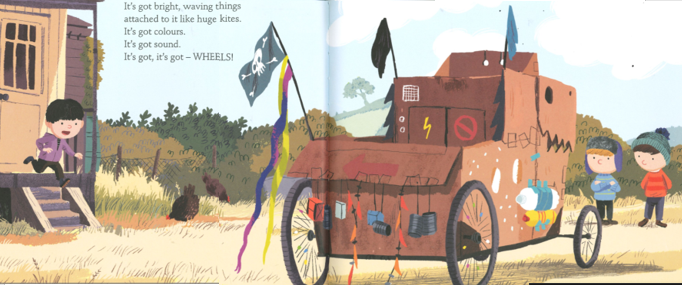 It's got bright, waving things
attached to it like huge kites.
It's got colours.
It's got sound.
It's got, it's got – WHEELS!